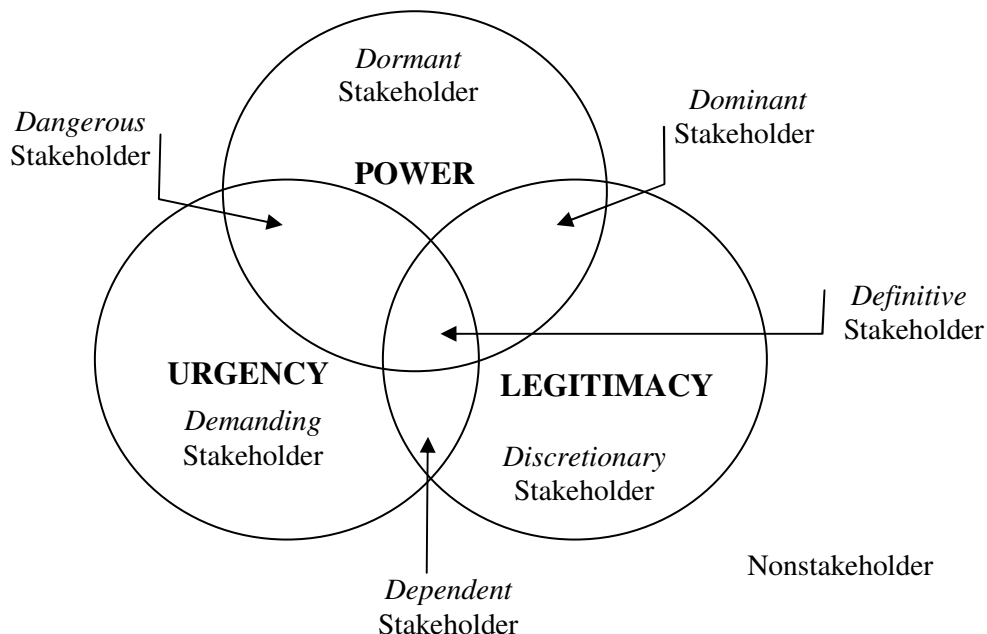 Dormant
Stakeholder
Dangerous
Stakeholder
Dominant
Stakeholder
POWER
Definitive
Stakeholder
URGENCY
Demanding
Stakeholder
LEGITIMACY
Discretionary
Stakeholder
Nonstakeholder
Dependent
Stakeholder